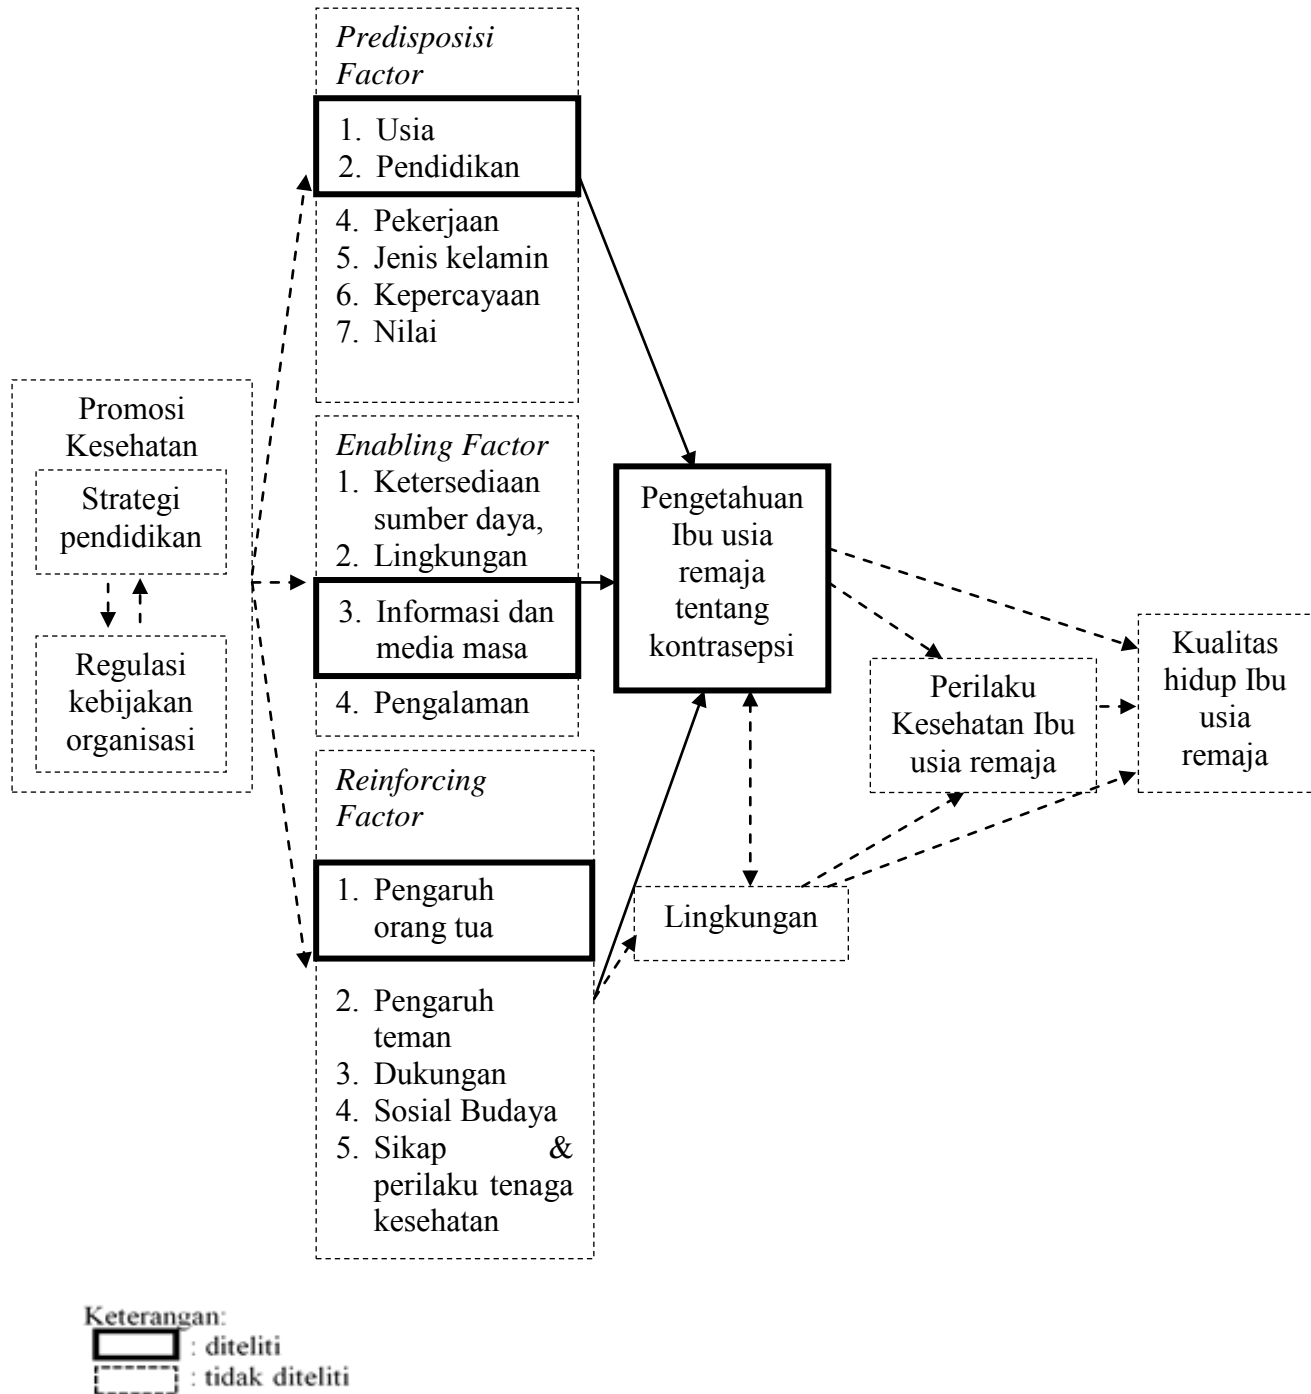 Predisposisi
Factor
1. Usia
2. Pendidikan
4. Pekerjaan
5. Jenis kelamin
6. Kepercayaan
7. Nilai
Promosi
Kesehatan
Strategi
pendidikan
Regulasi
kebijakan
organisasi
Enabling Factor
1. Ketersediaan
sumber daya,
2. Lingkungan
3. Informasi dan
media masa
4. Pengalaman
Reinforcing
Factor
1. Pengaruh
orang tua
2. Pengaruh
teman
3. Dukungan
4. Sosial Budaya
5. Sikap &
perilaku tenaga
kesehatan
Pengetahuan
Ibu usia
remaja
tentang
kontrasepsi
Lingkungan
Perilaku
Kesehatan Ibu
usia remaja
Kualitas
hidup Ibu
usia
remaja
Keterangan:
: diteliti
: tidak diteliti